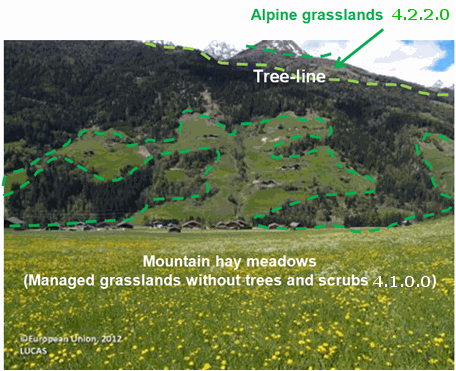 Alpine grasslands 4.2.2.0
Tree-line
Mountain hay meadows
(Managed grasslands without trees and scrubs 4.1.0.0)
©European Union, 2012
LUCAS